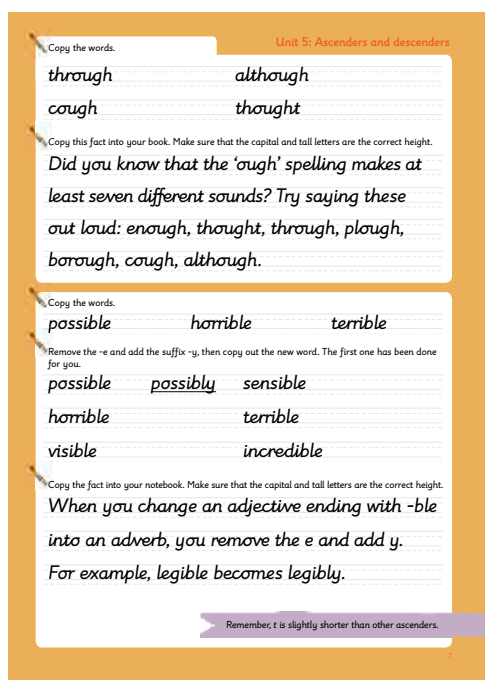 Unit 5: Ascenders and descenders
Copy the words.
through although
cough thought
Copy this fact into your book. Make sure that the capital and tall letters are the correct height.
Did you know that the ‘ough’ spelling makes at
least seven different sounds? Try saying these
out loud: enough, thought, through, plough,
borough, cough, although.
Copy the words.
possible horrible terrible
Remove the -e and add the suffix -y, then copy out the new word. The first one has been done
for you.
possible possibly sensible
horrible terrible
visible incredible
Copy the fact into your notebook. Make sure that the capital and tall letters are the correct height.
When you change an adjective ending with -ble
into an adverb, you remove the e and add y.
For example, legible becomes legibly.
Remember, t is slightly shorter than other ascenders.